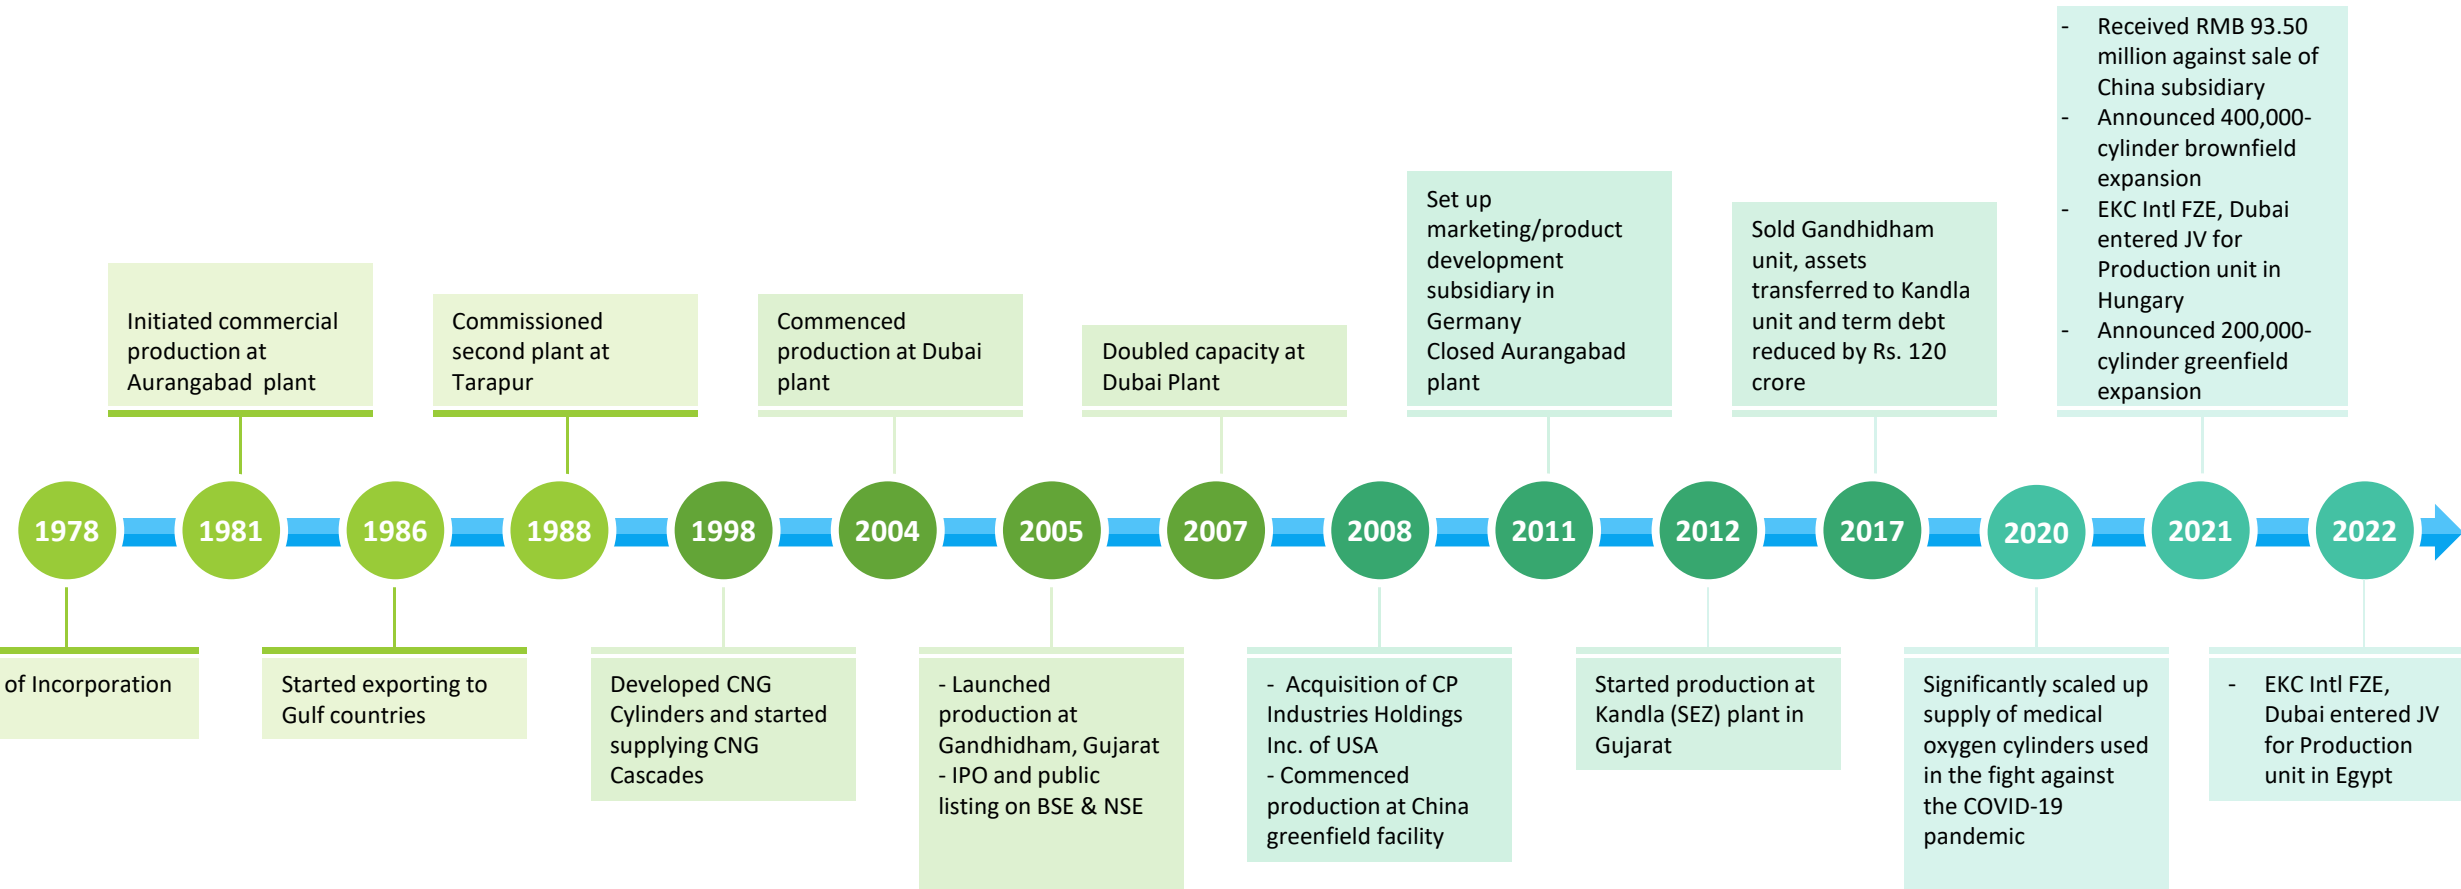 - Received RMB 93.50
million against sale of
China subsidiary
- Announced 400,000-
cylinder brownfield
expansion
- EKC Intl FZE, Dubai
entered JV for
Production unit in
Hungary
- Announced 200,000-
cylinder greenfield
expansion
Set up
marketing/product
development
subsidiary in
Germany
Closed Aurangabad
plant
Sold Gandhidham
unit, assets
transferred to Kandla
unit and term debt
reduced by Rs. 120
crore
Initiated commercial
production at
Aurangabad plant
Commissioned
second plant at
Tarapur
Commenced
production at Dubai
plant
Doubled capacity at
Dubai Plant
1978
1981
1986
1988
1998
2004
2005
2007
2008
2011
2012
2017
2020
2021
2022
of Incorporation
Started exporting to
Gulf countries
Developed CNG
Cylinders and started
supplying CNG
Cascades
- Launched
production at
Gandhidham, Gujarat
- IPO and public
listing on BSE & NSE
- Acquisition of CP
Industries Holdings
Inc. of USA
- Commenced
production at China
greenfield facility
Started production at
Kandla (SEZ) plant in
Gujarat
Significantly scaled up
supply of medical
oxygen cylinders used
in the fight against
the COVID-19
pandemic
- EKC Intl FZE,
Dubai entered JV
for Production
unit in Egypt